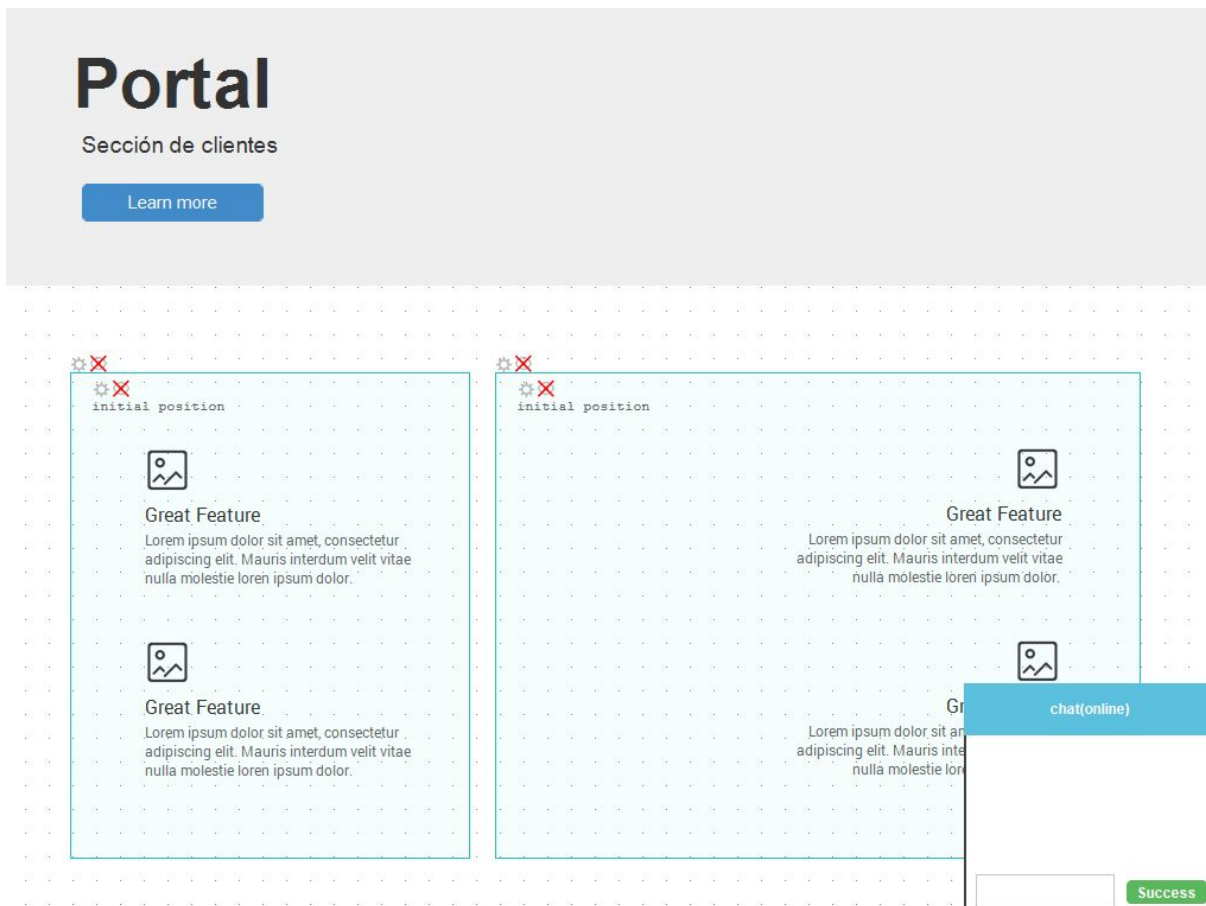 Portal
Sección de clientes
Learn more
initial position
Great Feature
Lorem ipsum dolor sit amet, consectetur
adipiscing elit. Mauris interdum velit vitae
nulla molestie loren ipsum dolor.
Great Feature
Lorem ipsum dolor sit amet, consectetur
adipiscing elit. Mauris interdum velit vitae
nulla molestie loren ipsum dolor.
initial position
Great Feature
Lorem ipsum dolor sit amet, consectetur
adipiscing elit. Mauris interdum velit vitae
nulla molestie loren ipsum dolor.
Lorem ipsum dolor sit
adipiscing elit. Mauris
nulla molestie
chat(online)
Success